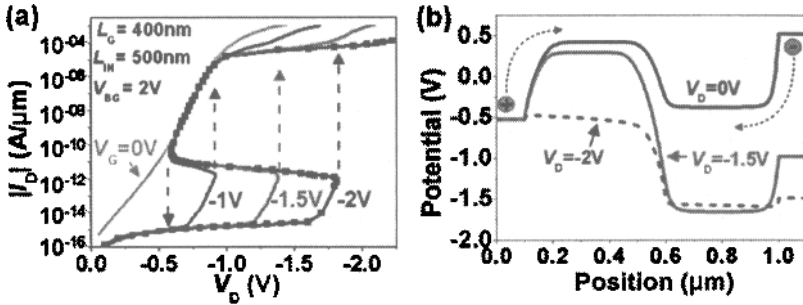 (a)
|I_D| (A/μm)
10^-04
10^-06
10^-08
10^-10
10^-12
10^-15
10^-16
L_G = 400nm
L_IN = 500nm
V_BG = 2V
V_G=0V
-1V
-1.5V
-2V
0.0 -0.5 -1.0 -1.5 -2.0
V_D (V)
(b)
Potential (V)
0.5
0.0
-0.5
-1.0
-1.5
-2.0
V_D=0V
V_D=-2V
V_D=-1.5V
0.0 0.2 0.4 0.6 0.8 1.0
Position (μm)